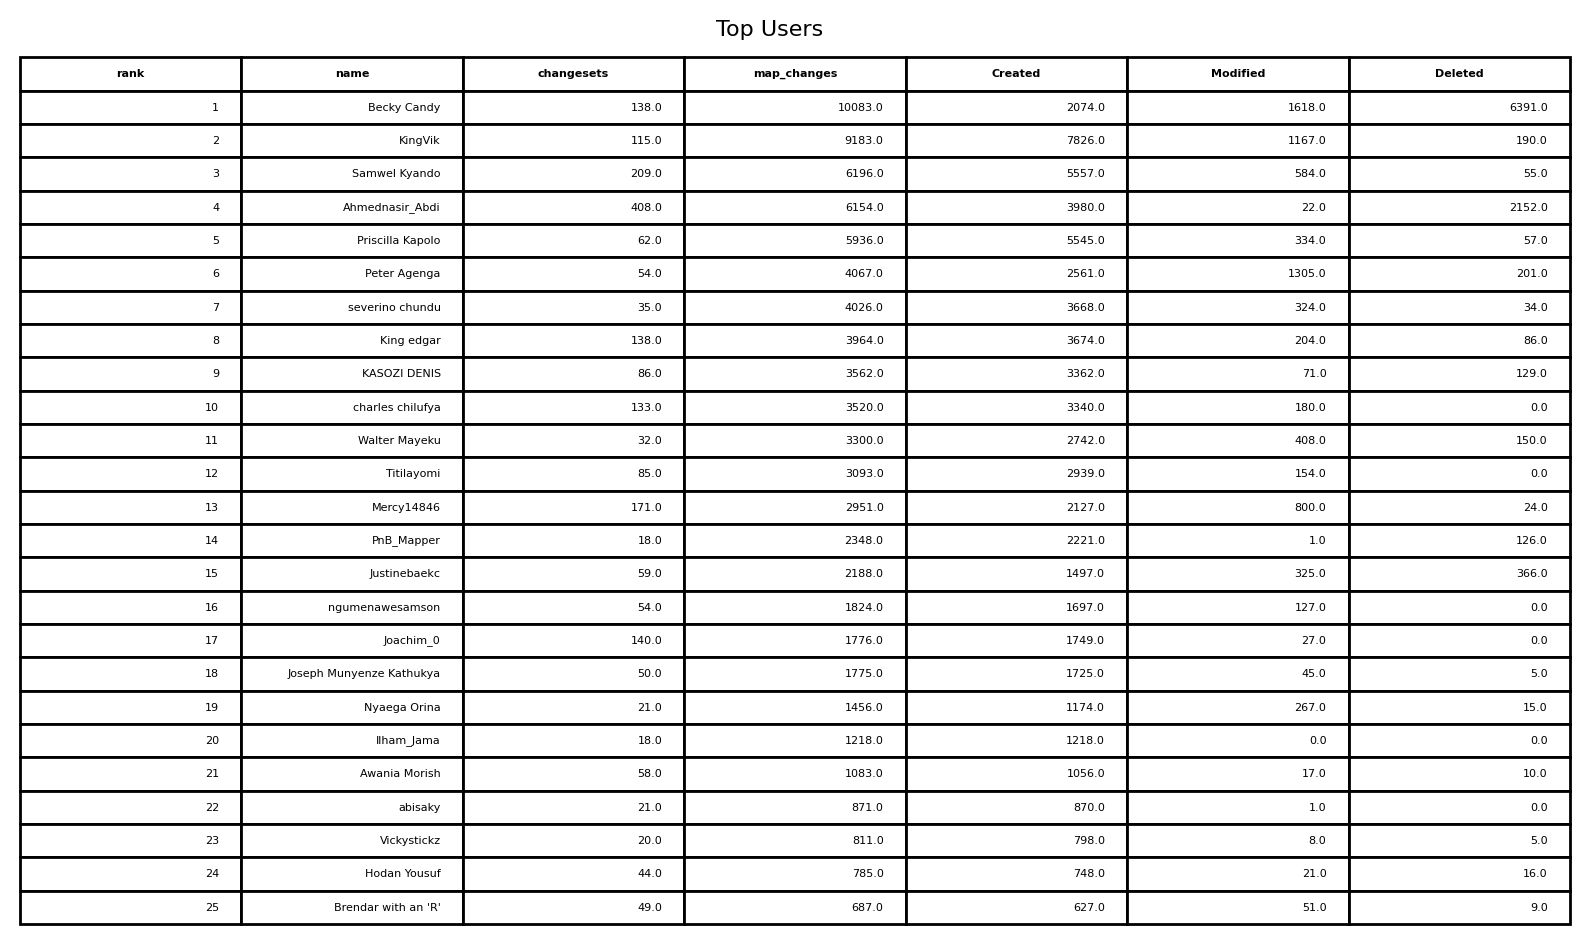 Top Users
rank name changesets map_changes Created Modified Deleted
1 Becky Candy 138.0 10083.0 2074.0 1618.0 6391.0
2 KingVik 115.0 9183.0 7826.0 1167.0 190.0
3 Samwel Kyando 209.0 6196.0 5557.0 584.0 55.0
4 Ahmednasir_Abdi 408.0 6154.0 3980.0 22.0 2152.0
5 Priscilla Kapolo 62.0 5936.0 5545.0 334.0 57.0
6 Peter Agenga 54.0 4067.0 2561.0 1305.0 201.0
7 severino chundu 35.0 4026.0 3668.0 324.0 34.0
8 King edgar 138.0 3964.0 3674.0 204.0 86.0
9 KASOZI DENIS 86.0 3562.0 3362.0 71.0 129.0
10 charles chilufya 133.0 3520.0 3340.0 180.0 0.0
11 Walter Mayeku 32.0 3300.0 2742.0 408.0 150.0
12 Titilayomi 85.0 3093.0 2939.0 154.0 0.0
13 Mercy14846 171.0 2951.0 2127.0 800.0 24.0
14 PnB_Mapper 18.0 2348.0 2221.0 1.0 126.0
15 Justinebaekc 59.0 2188.0 1497.0 325.0 366.0
16 ngumenawesamson 54.0 1824.0 1697.0 127.0 0.0
17 Joachim_0 140.0 1776.0 1749.0 27.0 0.0
18 Joseph Munyenze Kathukya 50.0 1775.0 1725.0 45.0 5.0
19 Nyaega Orina 21.0 1456.0 1174.0 267.0 15.0
20 Ilham_Jama 18.0 1218.0 1218.0 0.0 0.0
21 Awania Morish 58.0 1083.0 1056.0 17.0 10.0
22 abisaky 21.0 871.0 870.0 1.0 0.0
23 Vickystickz 20.0 811.0 798.0 8.0 5.0
24 Hodan Yousuf 44.0 785.0 748.0 21.0 16.0
25 Brendar with an 'R' 49.0 687.0 627.0 51.0 9.0